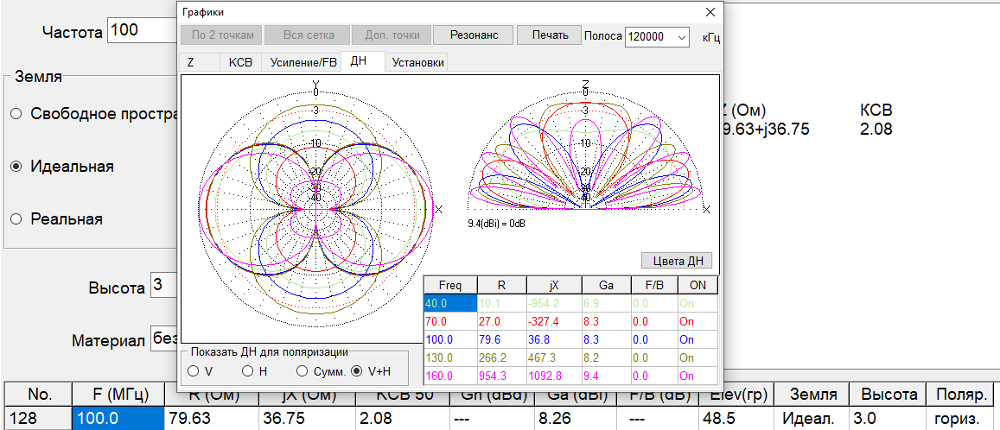 Графики
Частота 100
По 2 точкам Вся сетка Доп. точки Резонанс Печать Полоса 120000 кГц
Z КСВ Усиление/FB ДН Установки
Земля
Свободное простра
Идеальная
Реальная
Высота 3
Материал без
Y
0
-3
-10
-20
-30
-40
X
Z
0
-3
-10
-20
-30
-40
X
9.4(dBi) = 0dB
Цвета ДН
Z (Ом) КСВ
9.63+j36.75 2.08
Freq R jX Ga F/B ON
40.0 10.1 -954.2 6.9 0.0 On
70.0 27.0 -327.4 8.3 0.0 On
100.0 79.6 36.8 8.3 0.0 On
130.0 266.2 467.3 8.2 0.0 On
160.0 954.3 1092.8 9.4 0.0 On
Показать ДН для поляризации
V H Сумм. V+H
No. F (МГц) R (Ом) jX (Ом) КСВ 50 Gh (dBd) Ga (dBi) F/B (dB) Elev(гр) Земля Высота Поляр.
128 100.0 79.63 36.75 2.08 --- 8.26 --- 48.5 Идеал. 3.0 гориз.